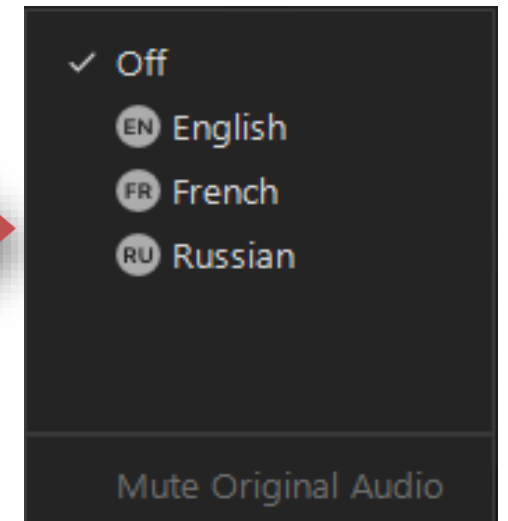 Off
EN English
FR French
RU Russian
Mute Original Audio